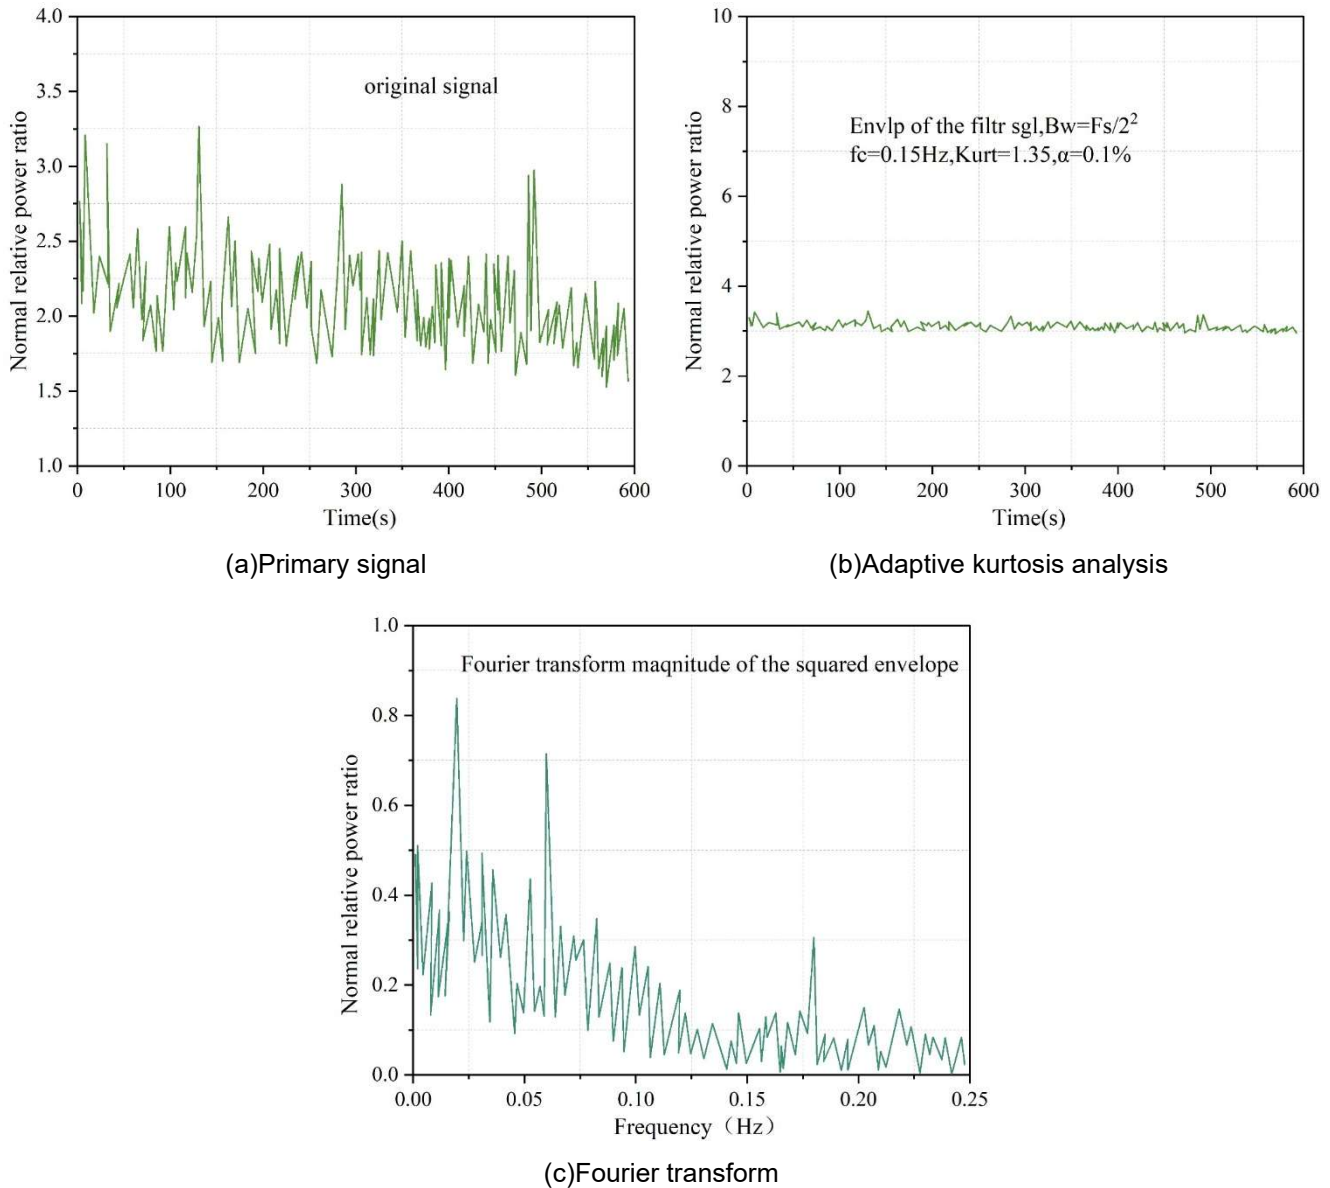 4.0
3.5
3.0
2.5
2.0
1.5
1.0
Normal relative power ratio
original signal
0 100 200 300 400 500 600
Time(s)
(a)Primary signal
10
8
6
4
2
0
Normal relative power ratio
Envlp of the filtr sgl,Bw=Fs/2²
fc=0.15Hz,Kurt=1.35,α=0.1%
0 100 200 300 400 500 600
Time(s)
(b)Adaptive kurtosis analysis
1.0
0.8
0.6
0.4
0.2
0.0
Normal relative power ratio
Fourier transform maqnitude of the squared envelope
0.00 0.05 0.10 0.15 0.20 0.25
Frequency（Hz）
(c)Fourier transform